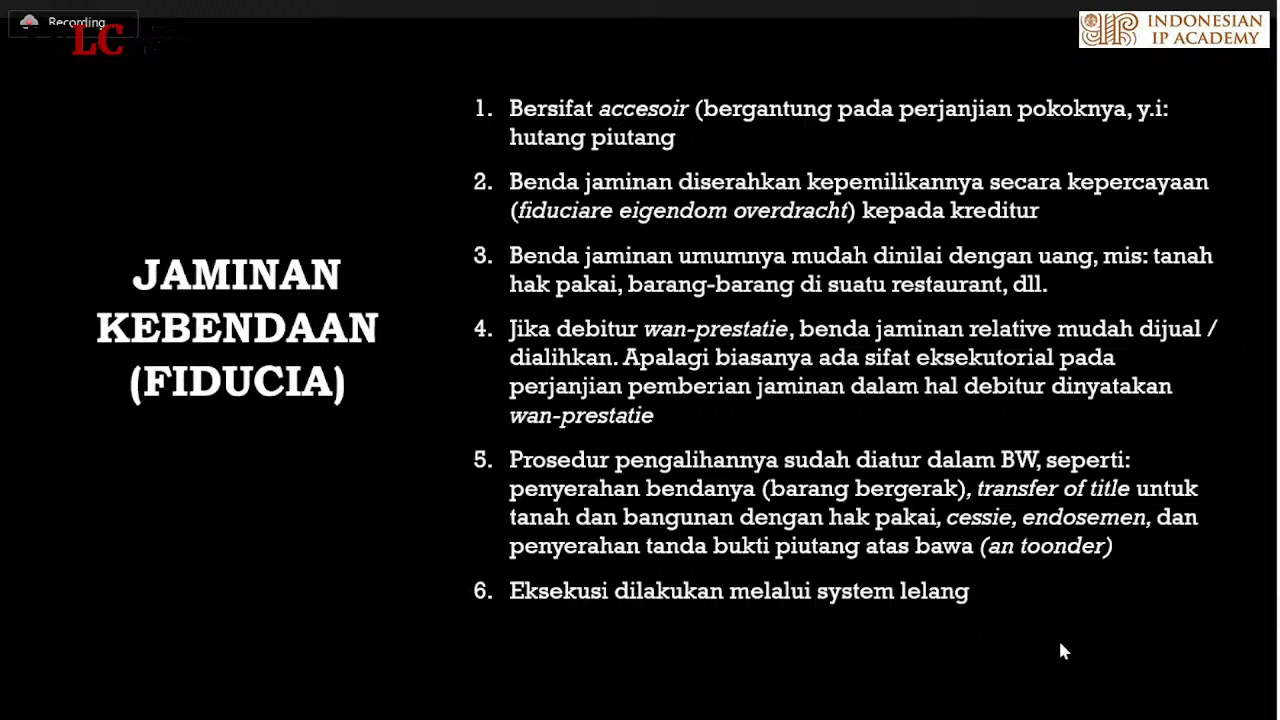 Recording
LC
INDONESIAN
IP ACADEMY
JAMINAN
KEBENDAAN
(FIDUCIA)
1. Bersifat accesoir (bergantung pada perjanjian pokoknya, y.i:
hutang piutang
2. Benda jaminan diserahkan kepemilikannya secara kepercayaan
(fiduciare eigendom overdracht) kepada kreditur
3. Benda jaminan umumnya mudah dinilai dengan uang, mis: tanah
hak pakai, barang-barang di suatu restaurant, dll.
4. Jika debitur wan-prestatie, benda jaminan relative mudah dijual /
dialihkan. Apalagi biasanya ada sifat eksekutorial pada
perjanjian pemberian jaminan dalam hal debitur dinyatakan
wan-prestatie
5. Prosedur pengalihannya sudah diatur dalam BW, seperti:
penyerahan bendanya (barang bergerak), transfer of title untuk
tanah dan bangunan dengan hak pakai, cessie, endosemen, dan
penyerahan tanda bukti piutang atas bawa (an toonder)
6. Eksekusi dilakukan melalui system lelang